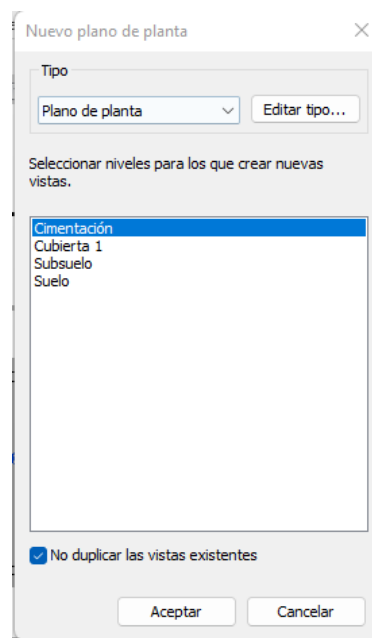 Nuevo plano de planta
Tipo
Plano de planta
Editar tipo...
Seleccionar niveles para los que crear nuevas
vistas.
Cimentación
Cubierta 1
Subsuelo
Suelo
No duplicar las vistas existentes
Aceptar
Cancelar